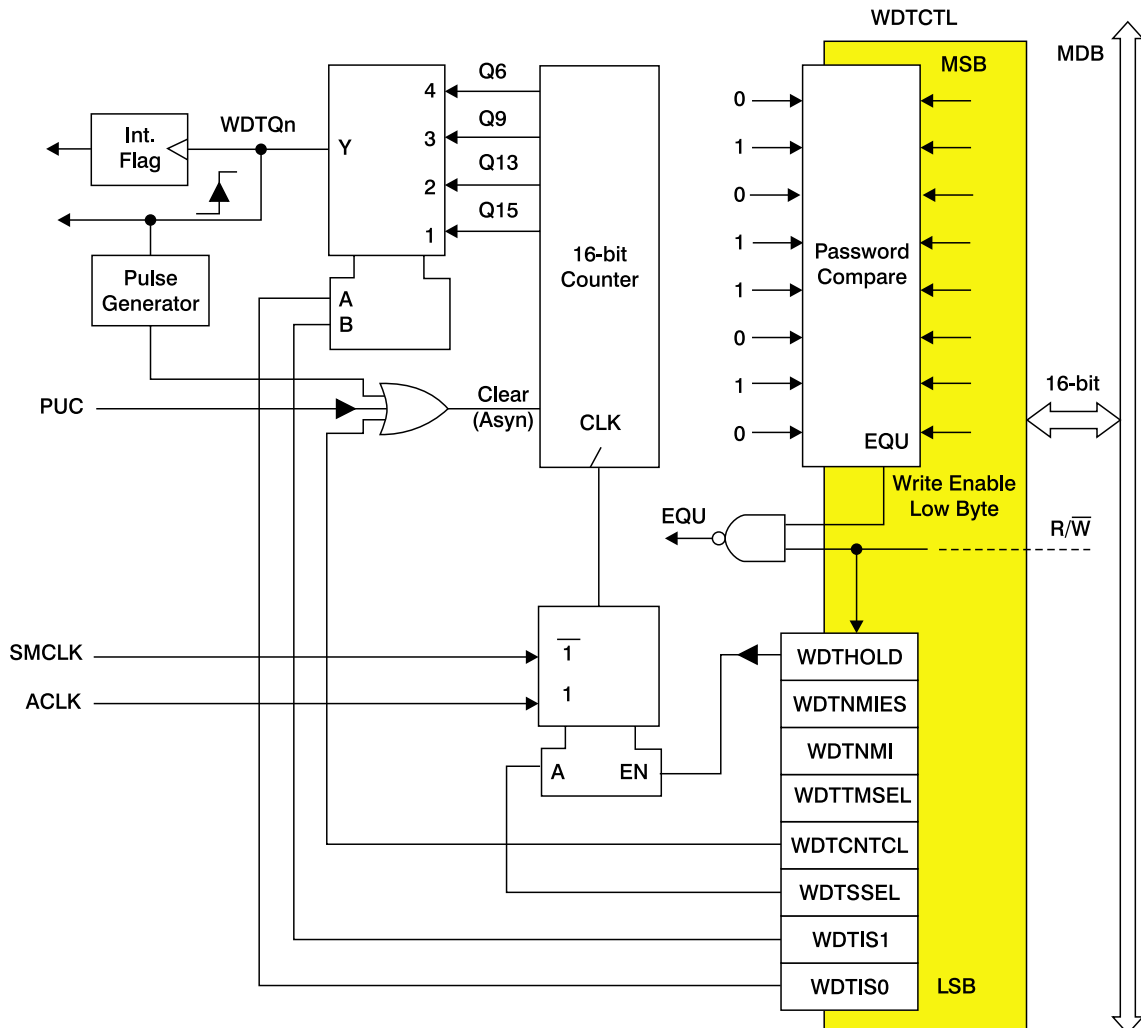 WDTCTL
MDB
MSB
Q6
4
0
Int.
Flag
WDTQn
Y
Q9
3
1
Q13
2
0
Q15
1
1
16-bit
Counter
Password
Compare
Pulse
Generator
A
B
1
0
1
0
16-bit
PUC
Clear
(Asyn)
CLK
EQU
Write Enable
Low Byte
EQU
R/W̅
SMCLK
1̅
ACLK
1
A
EN
WDTHOLD
WDTNMIES
WDTNMI
WDTTMSEL
WDTCNTCL
WDTSSEL
WDTIS1
WDTIS0
LSB